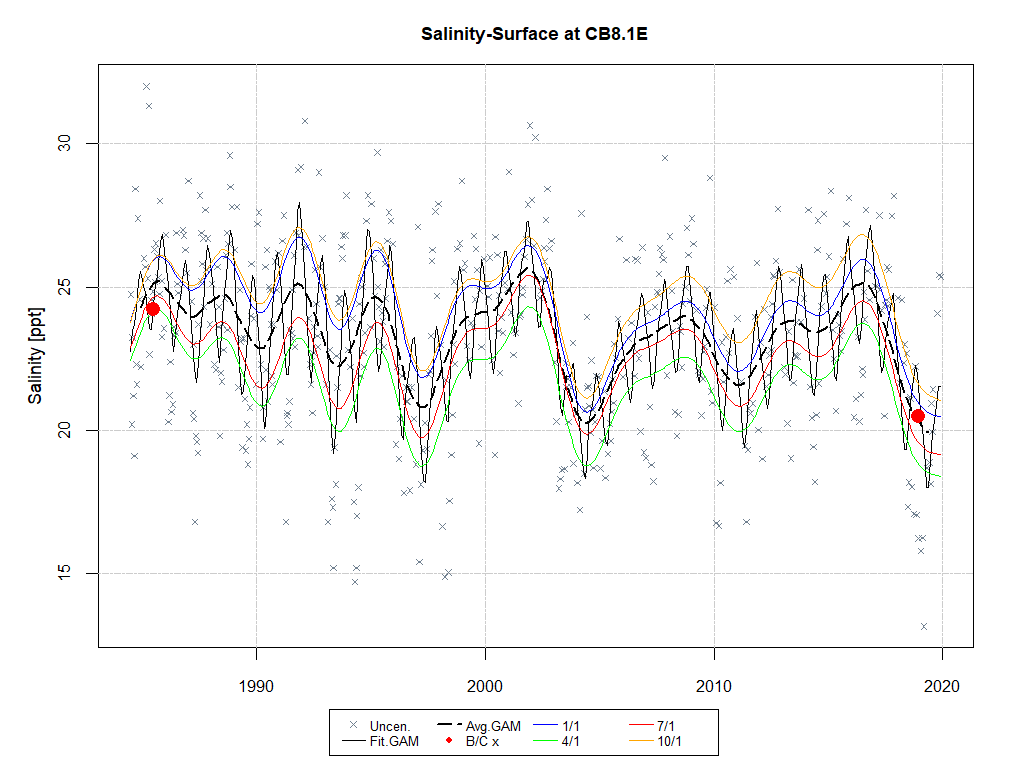 Salinity-Surface at CB8.1E
Salinity [ppt]
30
25
20
15
1990 2000 2010 2020
Uncen. Avg.GAM 1/1 7/1
Fit.GAM B/C x 4/1 10/1